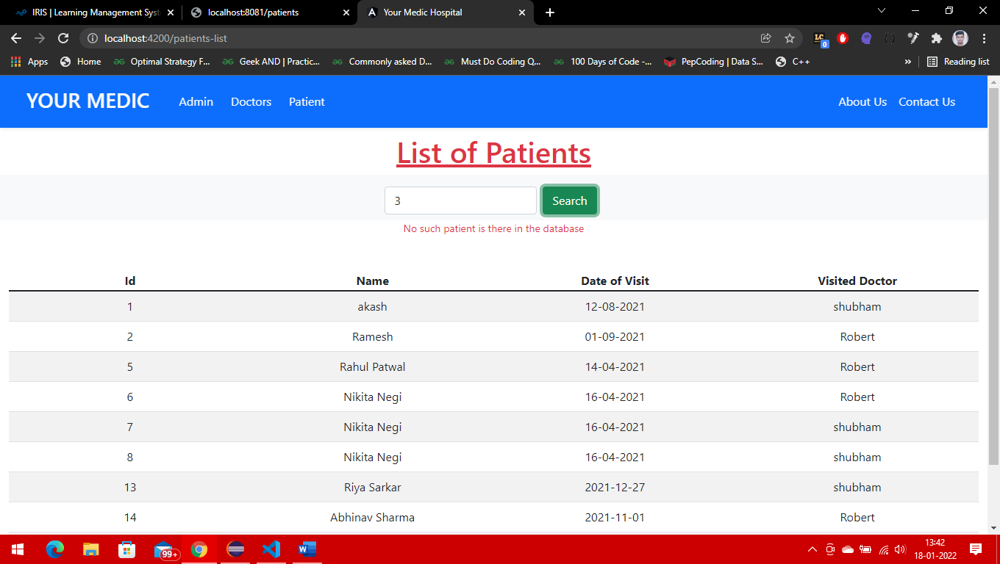 IRIS | Learning Management Syst
localhost:8081/patients
Your Medic Hospital
localhost:4200/patients-list
LC 0
Apps Home Optimal Strategy F... Geek AND | Practic... Commonly asked D... Must Do Coding Q... 100 Days of Code -... PepCoding | Data S... C++ » Reading list
YOUR MEDIC Admin Doctors Patient About Us Contact Us
List of Patients
3 Search
No such patient is there in the database
Id Name Date of Visit Visited Doctor
1 akash 12-08-2021 shubham
2 Ramesh 01-09-2021 Robert
5 Rahul Patwal 14-04-2021 Robert
6 Nikita Negi 16-04-2021 Robert
7 Nikita Negi 16-04-2021 shubham
8 Nikita Negi 16-04-2021 shubham
13 Riya Sarkar 2021-12-27 shubham
14 Abhinav Sharma 2021-11-01 Robert
99+
13:42
18-01-2022